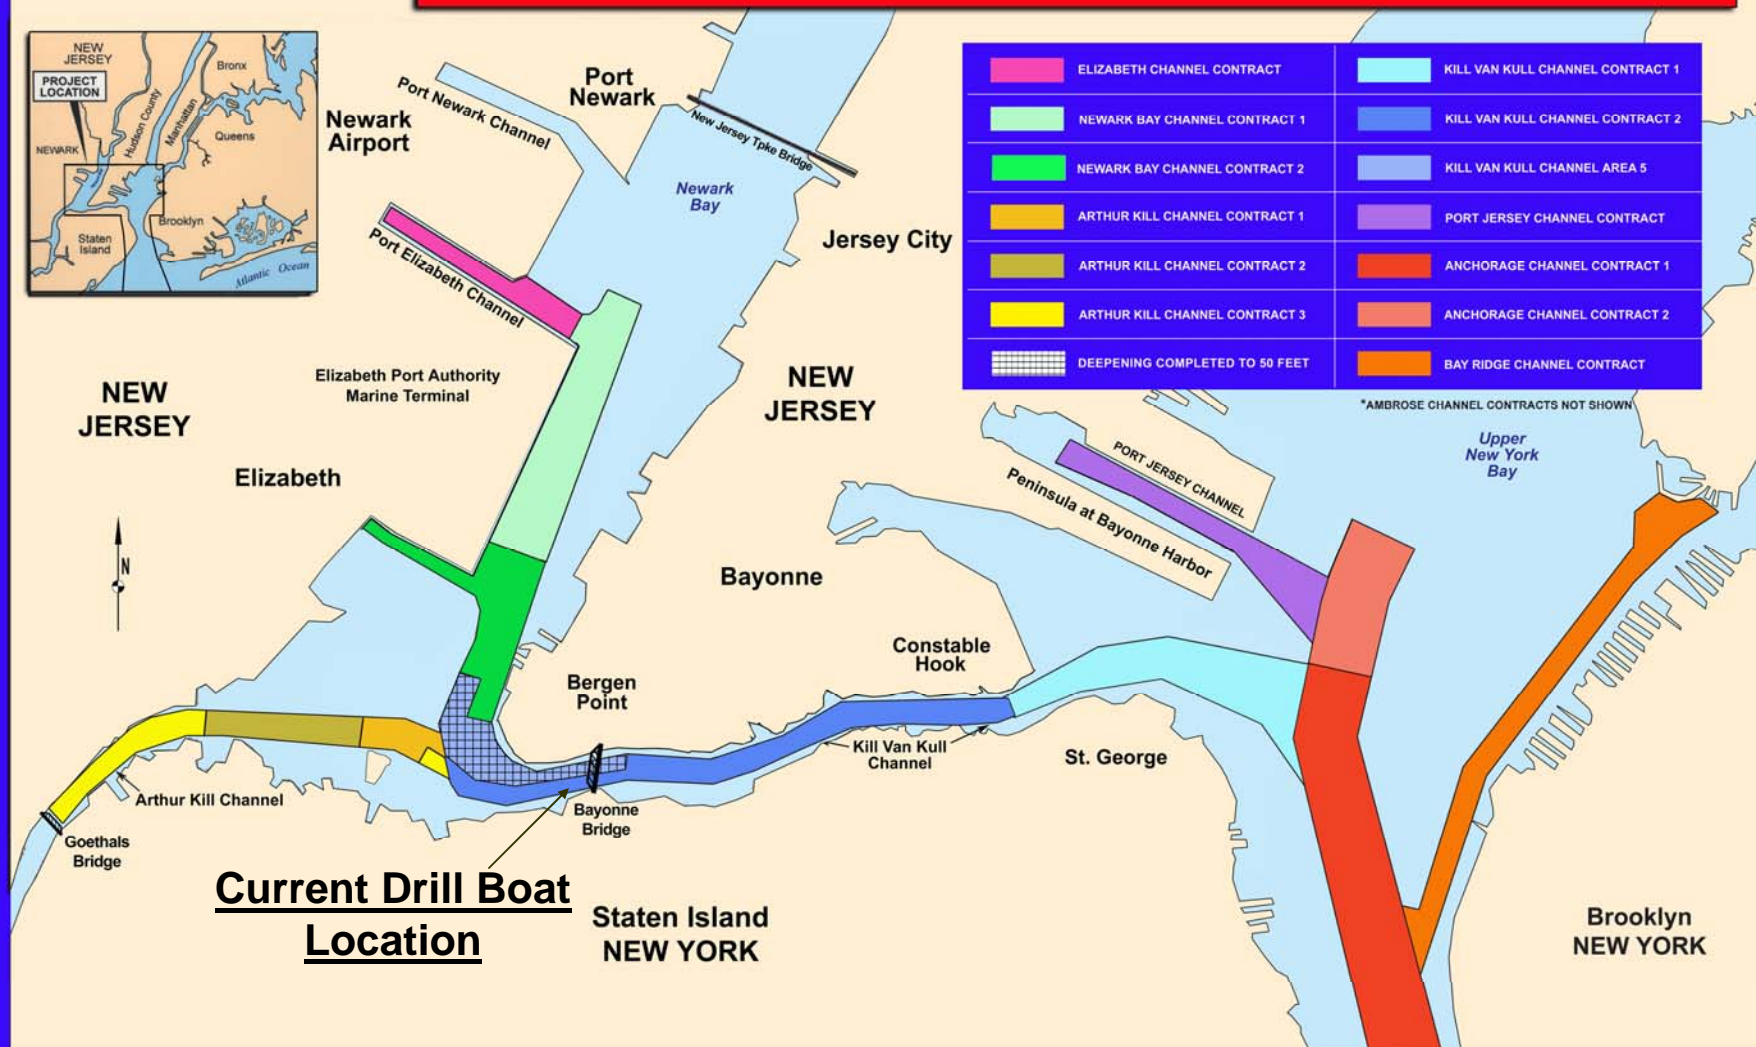 NEW
JERSEY
PROJECT
LOCATION
Bronx
Hudson County
Manhattan
Queens
NEWARK
Brooklyn
Staten
Island
Atlantic Ocean
Newark
Airport
Port Newark Channel
Port
Newark
New Jersey Tpke Bridge
Newark
Bay
Jersey City
Port Elizabeth Channel
ELIZABETH CHANNEL CONTRACT
NEWARK BAY CHANNEL CONTRACT 1
NEWARK BAY CHANNEL CONTRACT 2
ARTHUR KILL CHANNEL CONTRACT 1
ARTHUR KILL CHANNEL CONTRACT 2
ARTHUR KILL CHANNEL CONTRACT 3
DEEPENING COMPLETED TO 50 FEET
KILL VAN KULL CHANNEL CONTRACT 1
KILL VAN KULL CHANNEL CONTRACT 2
KILL VAN KULL CHANNEL AREA 5
PORT JERSEY CHANNEL CONTRACT
ANCHORAGE CHANNEL CONTRACT 1
ANCHORAGE CHANNEL CONTRACT 2
BAY RIDGE CHANNEL CONTRACT
*AMBROSE CHANNEL CONTRACTS NOT SHOWN
Elizabeth Port Authority
Marine Terminal
NEW
JERSEY
NEW
JERSEY
Elizabeth
Upper
New York
Bay
PORT JERSEY CHANNEL
Peninsula at Bayonne Harbor
N
Bayonne
Constable
Hook
Bergen
Point
Kill Van Kull
Channel
St. George
Arthur Kill Channel
Bayonne
Bridge
Goethals
Bridge
Current Drill Boat
Location
Staten Island
NEW YORK
Brooklyn
NEW YORK